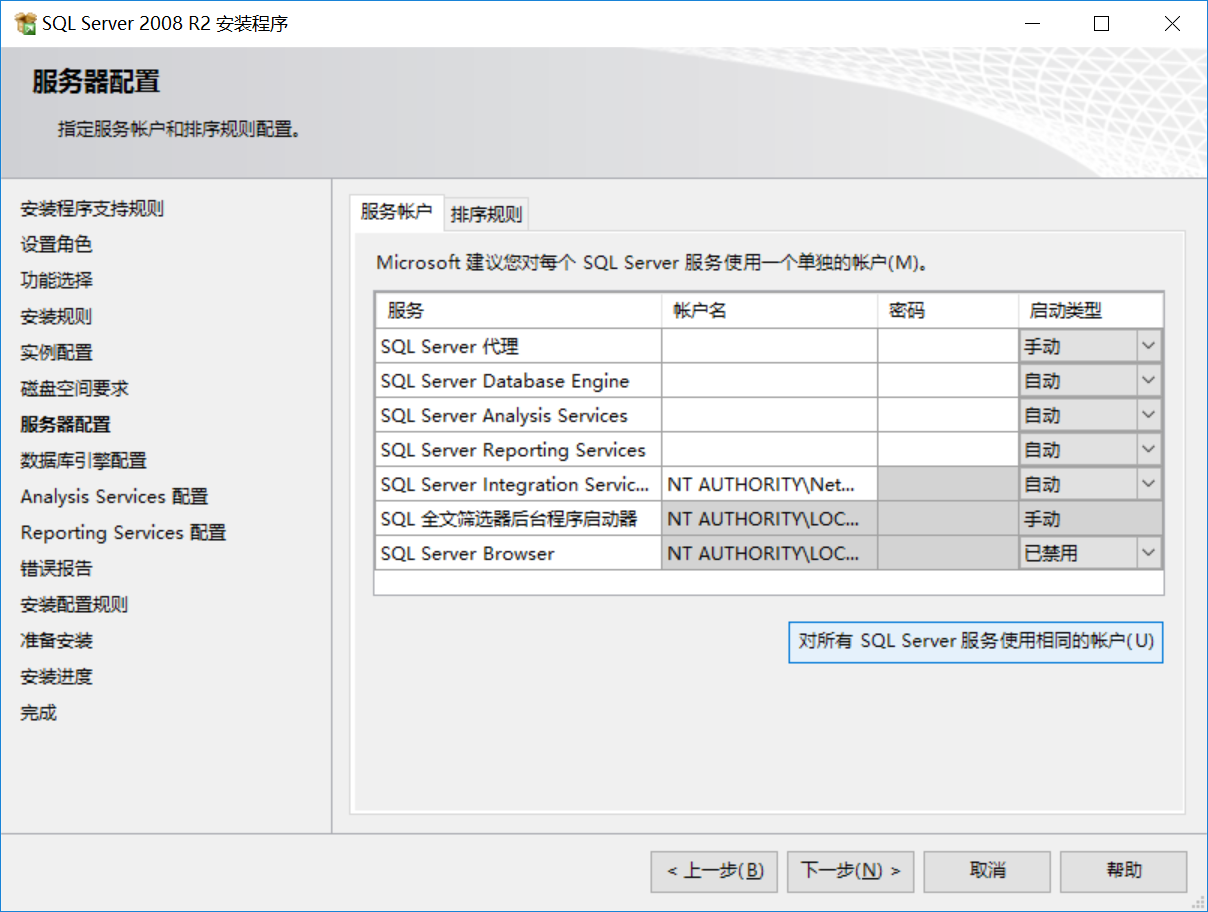 SQL Server 2008 R2 安装程序
服务器配置
指定服务帐户和排序规则配置。
安装程序支持规则
设置角色
功能选择
安装规则
实例配置
磁盘空间要求
服务器配置
数据库引擎配置
Analysis Services 配置
Reporting Services 配置
错误报告
安装配置规则
准备安装
安装进度
完成
服务帐户 排序规则
Microsoft 建议您对每个 SQL Server 服务使用一个单独的帐户(M)。
服务 帐户名 密码 启动类型
SQL Server 代理 手动
SQL Server Database Engine 自动
SQL Server Analysis Services 自动
SQL Server Reporting Services 自动
SQL Server Integration Servic... NT AUTHORITY\Net... 自动
SQL 全文筛选器后台程序启动器 NT AUTHORITY\LOC... 手动
SQL Server Browser NT AUTHORITY\LOC... 已禁用
对所有 SQL Server 服务使用相同的帐户(U)
< 上一步(B) 下一步(N) > 取消 帮助